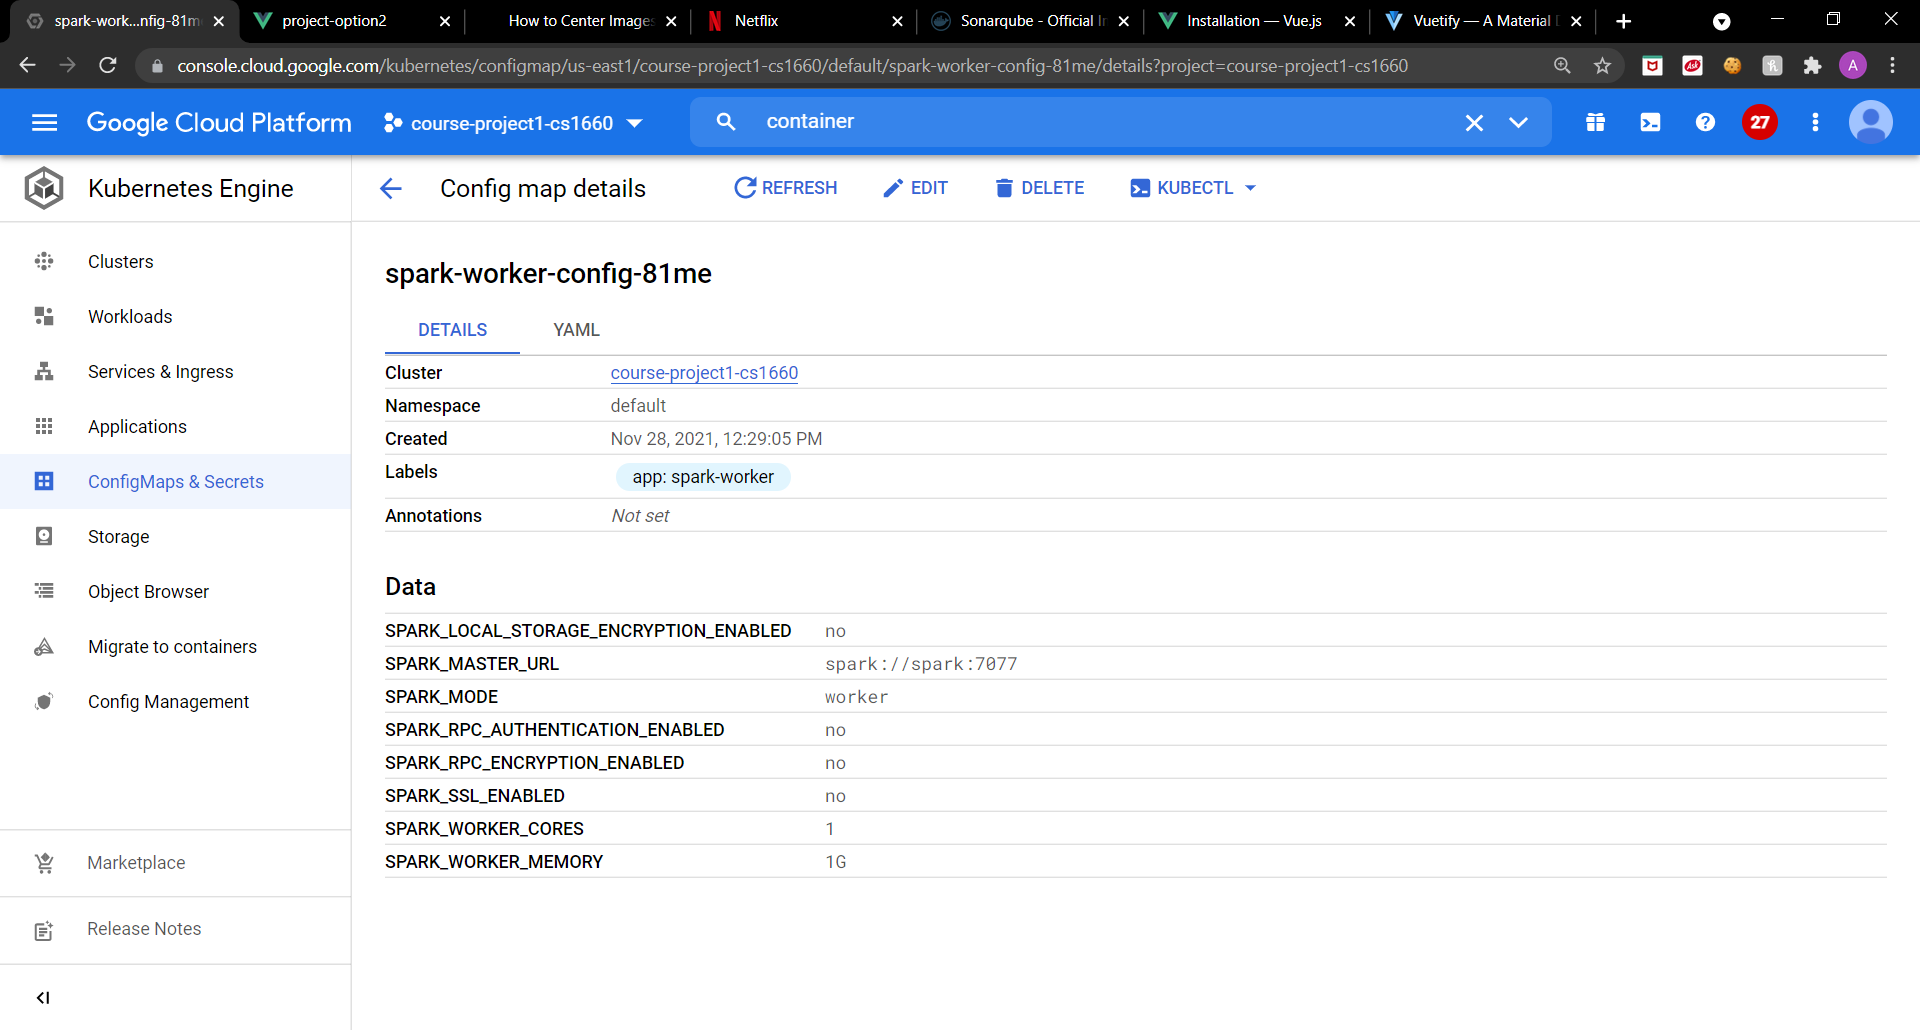 spark-work...nfig-81m
project-option2
How to Center Images
Netflix
Sonarqube - Official I
Installation — Vue.js
Vuetify — A Material
console.cloud.google.com/kubernetes/configmap/us-east1/course-project1-cs1660/default/spark-worker-config-81me/details?project=course-project1-cs1660
A
Google Cloud Platform
course-project1-cs1660
container
27
Kubernetes Engine
Config map details
REFRESH
EDIT
DELETE
KUBECTL
Clusters
Workloads
Services & Ingress
Applications
ConfigMaps & Secrets
Storage
Object Browser
Migrate to containers
Config Management
Marketplace
Release Notes
spark-worker-config-81me
DETAILS YAML
Cluster course-project1-cs1660
Namespace default
Created Nov 28, 2021, 12:29:05 PM
Labels app: spark-worker
Annotations Not set
Data
SPARK_LOCAL_STORAGE_ENCRYPTION_ENABLED no
SPARK_MASTER_URL spark://spark:7077
SPARK_MODE worker
SPARK_RPC_AUTHENTICATION_ENABLED no
SPARK_RPC_ENCRYPTION_ENABLED no
SPARK_SSL_ENABLED no
SPARK_WORKER_CORES 1
SPARK_WORKER_MEMORY 1G